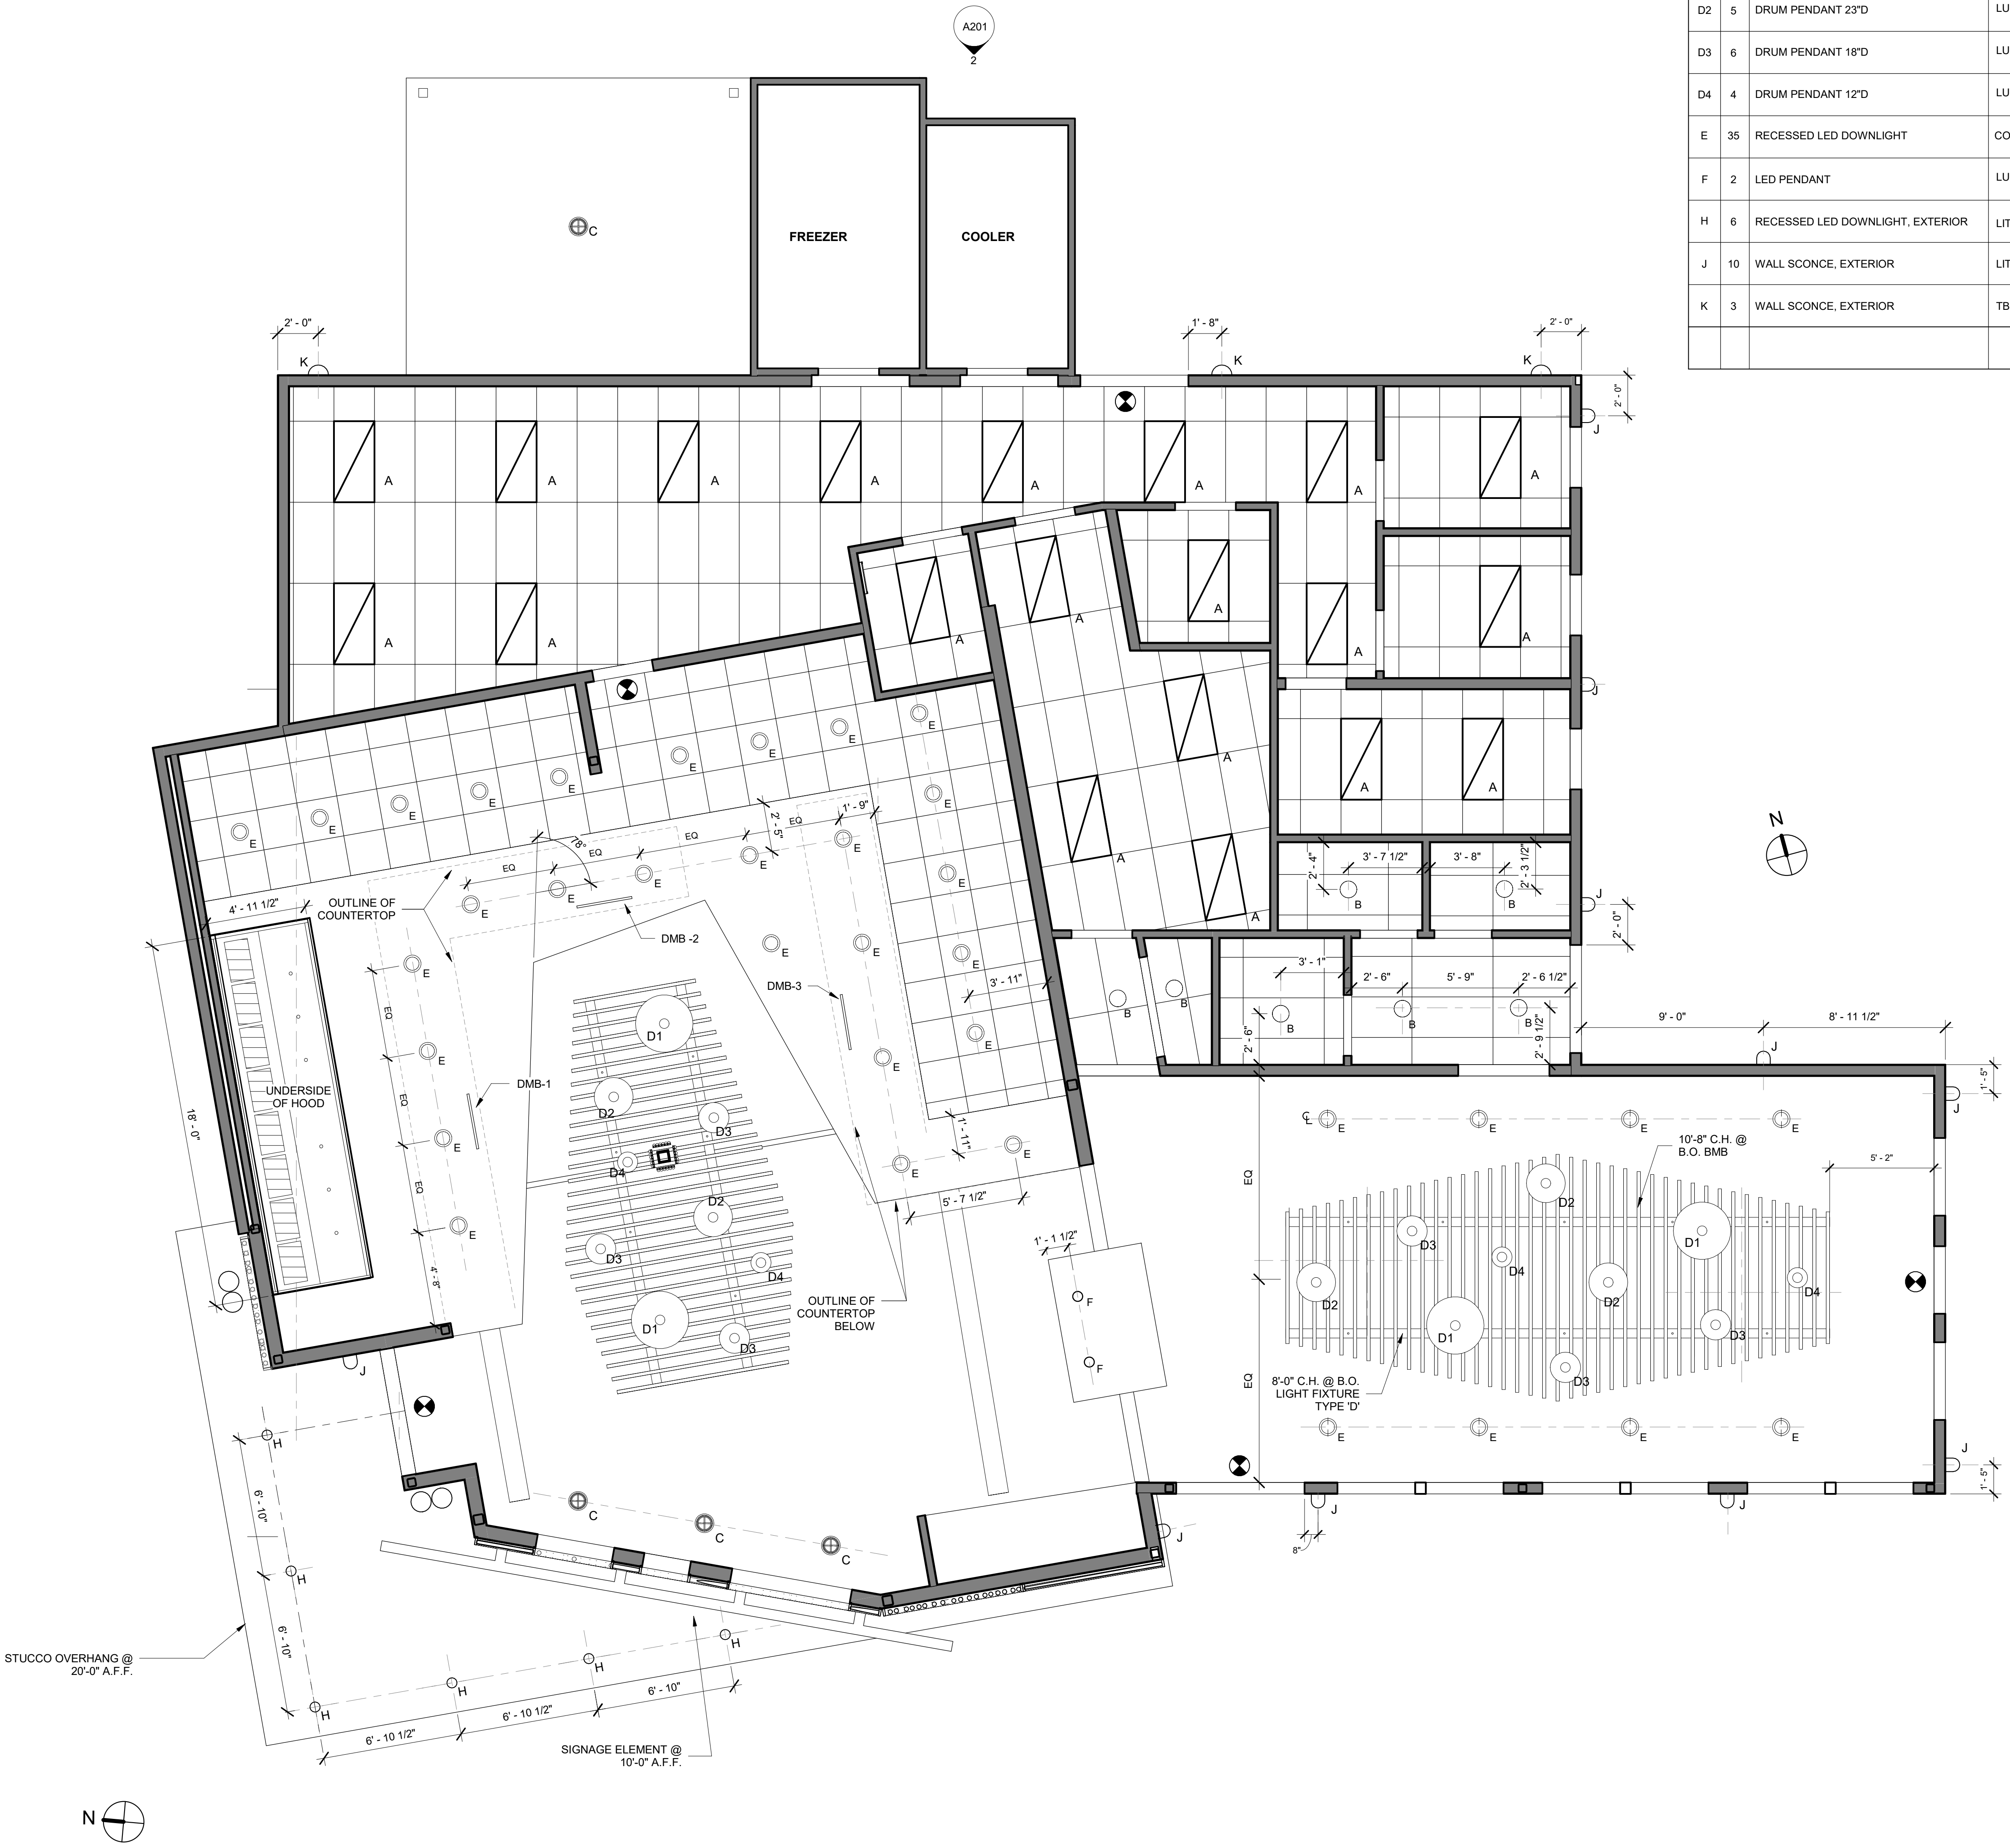 A201
2
D2 5 DRUM PENDANT 23"D LU
D3 6 DRUM PENDANT 18"D LU
D4 4 DRUM PENDANT 12"D LU
E 35 RECESSED LED DOWNLIGHT CO
F 2 LED PENDANT LU
H 6 RECESSED LED DOWNLIGHT, EXTERIOR LIT
J 10 WALL SCONCE, EXTERIOR LIT
K 3 WALL SCONCE, EXTERIOR TB
C
FREEZER
COOLER
2' - 0"
1' - 8"
2' - 0"
K
K
K
2' - 0"
J
A A A A A A A A
A A A A A A A
J
E E E E E E E E E
A A A A
1' - 9"
2' - 5"
EQ EQ EQ EQ
78°
E E E E E
4' - 11 1/2"
OUTLINE OF
COUNTERTOP
DMB -2
DMB-3
E E E E E
3' - 11"
N
2' - 4"
3' - 7 1/2"
3' - 8"
2' - 3 1/2"
B B
A
J
2' - 0"
3' - 1"
2' - 6"
5' - 9"
2' - 6 1/2"
B B B B B
2' - 6"
2' - 9 1/2"
9' - 0"
8' - 11 1/2"
J
1' - 5"
J
EQ EQ EQ
E E E E
UNDERSIDE
OF HOOD
DMB-1
18' - 0"
4' - 8"
D1
D2
D3
D4
D2
D3
D4
D1
D3
E E E
1' - 11"
5' - 7 1/2"
1' - 1 1/2"
F
F
OUTLINE OF
COUNTERTOP
BELOW
CL
E E E E
10'-8" C.H. @
B.O. BMB
5' - 2"
EQ
EQ
D2
D3
D1
D4
D4
D2
D2
D1
D3
D3
8'-0" C.H. @ B.O.
LIGHT FIXTURE
TYPE 'D'
E E E E
J
1' - 5"
J
J
8"
J
J
C C C
H
6' - 10"
H
6' - 10"
H
H
H
H
6' - 10 1/2"
6' - 10 1/2"
6' - 10"
STUCCO OVERHANG @
20'-0" A.F.F.
SIGNAGE ELEMENT @
10'-0" A.F.F.
N